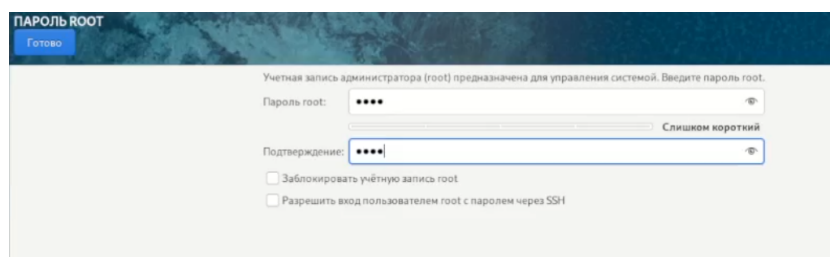 ПАРОЛЬ ROOT
Готово
Учетная запись администратора (root) предназначена для управления системой. Введите пароль root.
Пароль root: ••••
Слишком короткий
Подтверждение: ••••
Заблокировать учётную запись root
Разрешить вход пользователем root с паролем через SSH